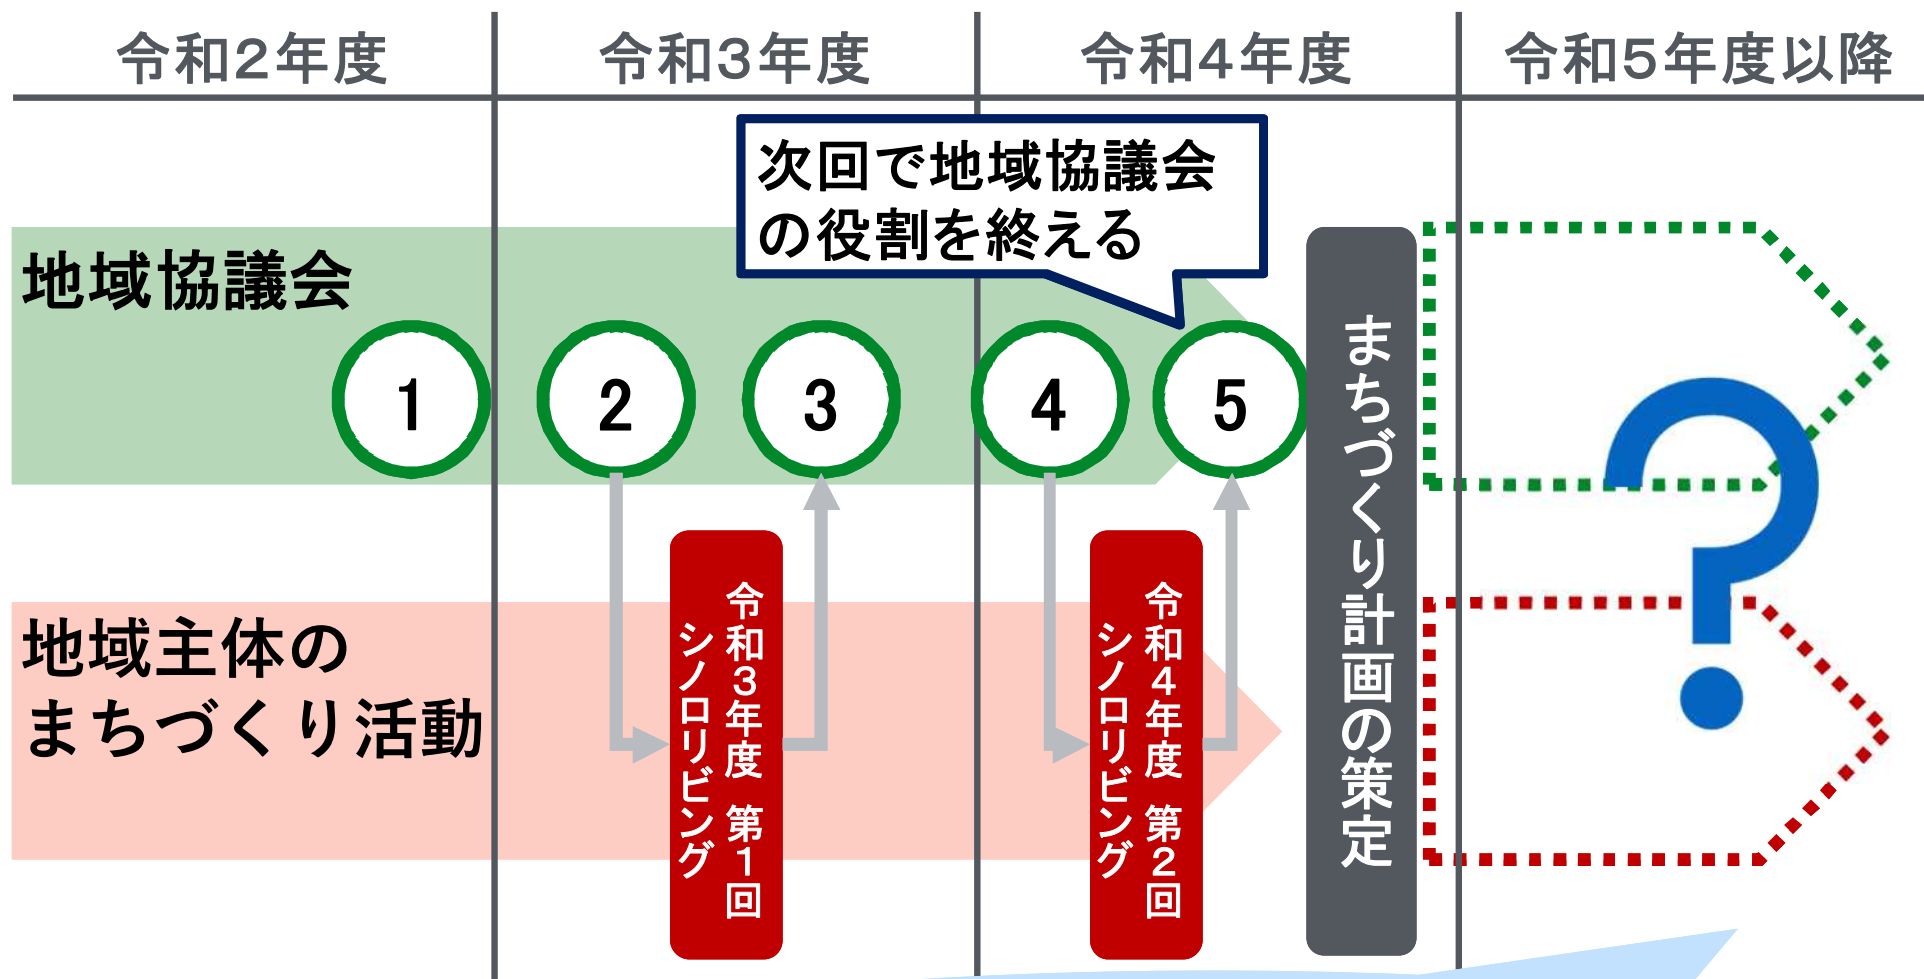 令和2年度
令和3年度
令和4年度
令和5年度以降
次回で地域協議会
の役割を終える
地域協議会
1
2
3
4
5
地域主体の
まちづくり活動
令和3年度 第1回
シノロリビング
令和4年度 第2回
シノロリビング
まちづくり計画の策定
?